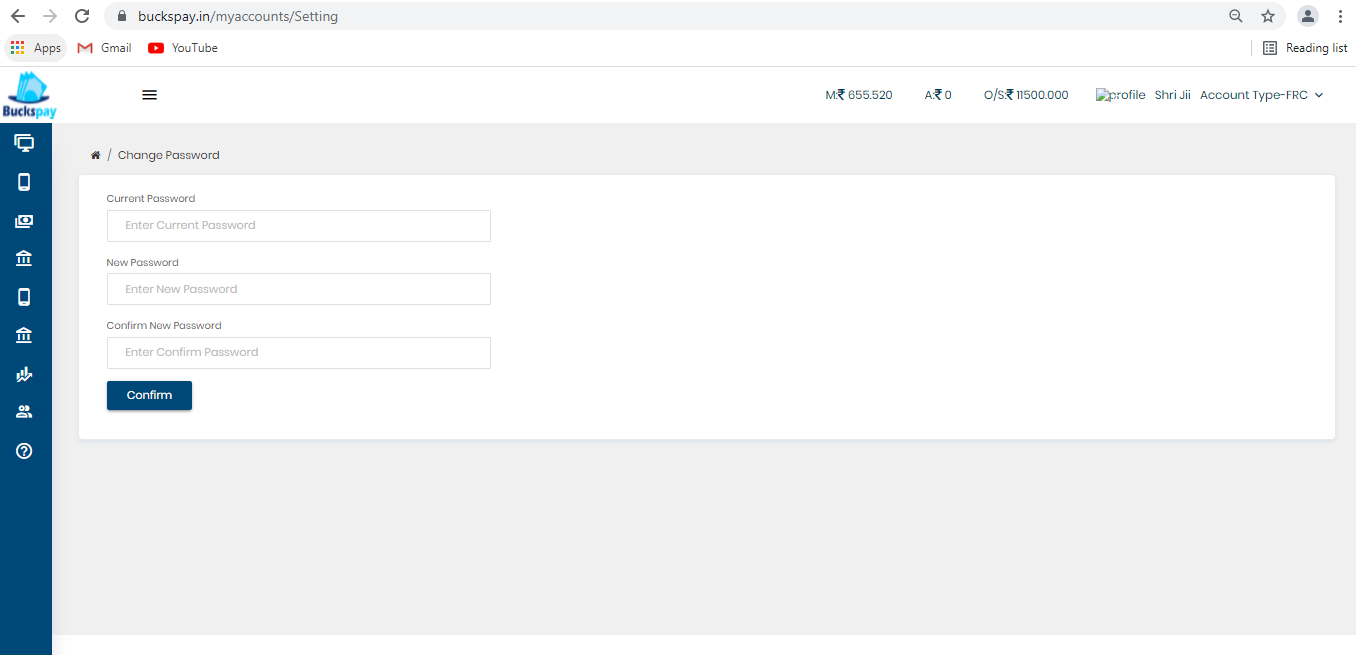 buckspay.in/myaccounts/Setting
Apps Gmail YouTube Reading list
Buckspay
M:₹ 655.520 A:₹ 0 O/S:₹ 11500.000 profile Shri Jii Account Type-FRC
/ Change Password
Current Password
Enter Current Password
New Password
Enter New Password
Confirm New Password
Enter Confirm Password
Confirm